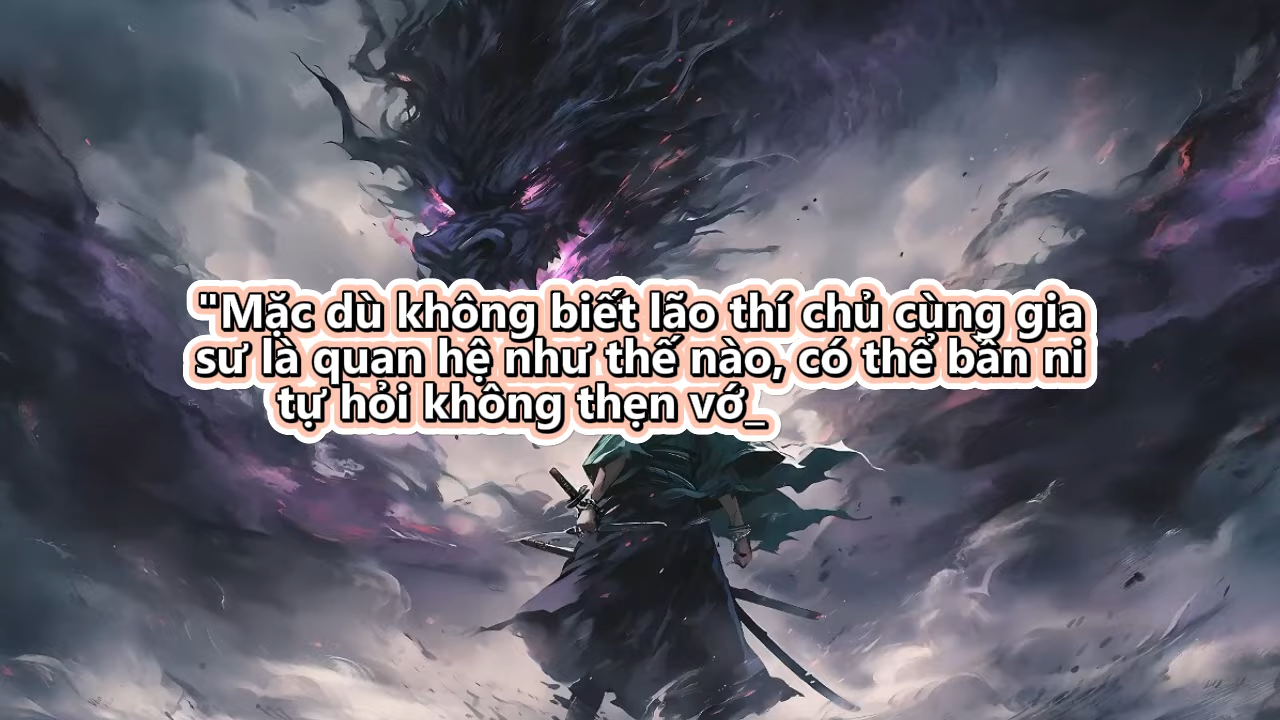 "Mặc dù không biết lão thí chủ cùng gia
sư là quan hệ như thế nào, có thể bần ni
tự hỏi không thẹn vớ_